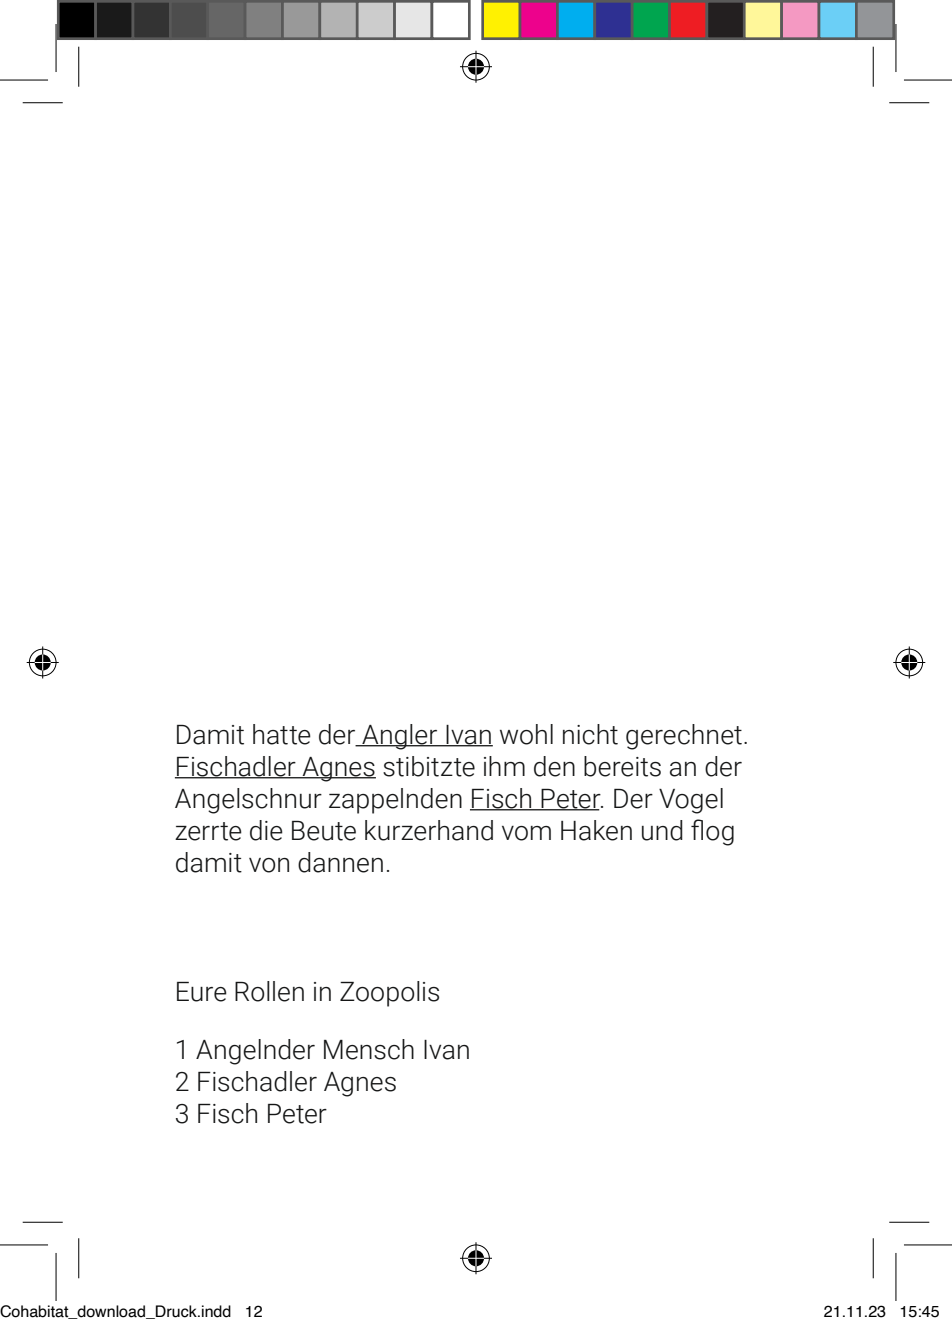 Damit hatte der Angler Ivan wohl nicht gerechnet.
Fischadler Agnes stibitzte ihm den bereits an der
Angelschnur zappelnden Fisch Peter. Der Vogel
zerrte die Beute kurzerhand vom Haken und flog
damit von dannen.
Eure Rollen in Zoopolis
1 Angelnder Mensch Ivan
2 Fischadler Agnes
3 Fisch Peter
Cohabitat_download_Druck.indd 12 21.11.23 15:45